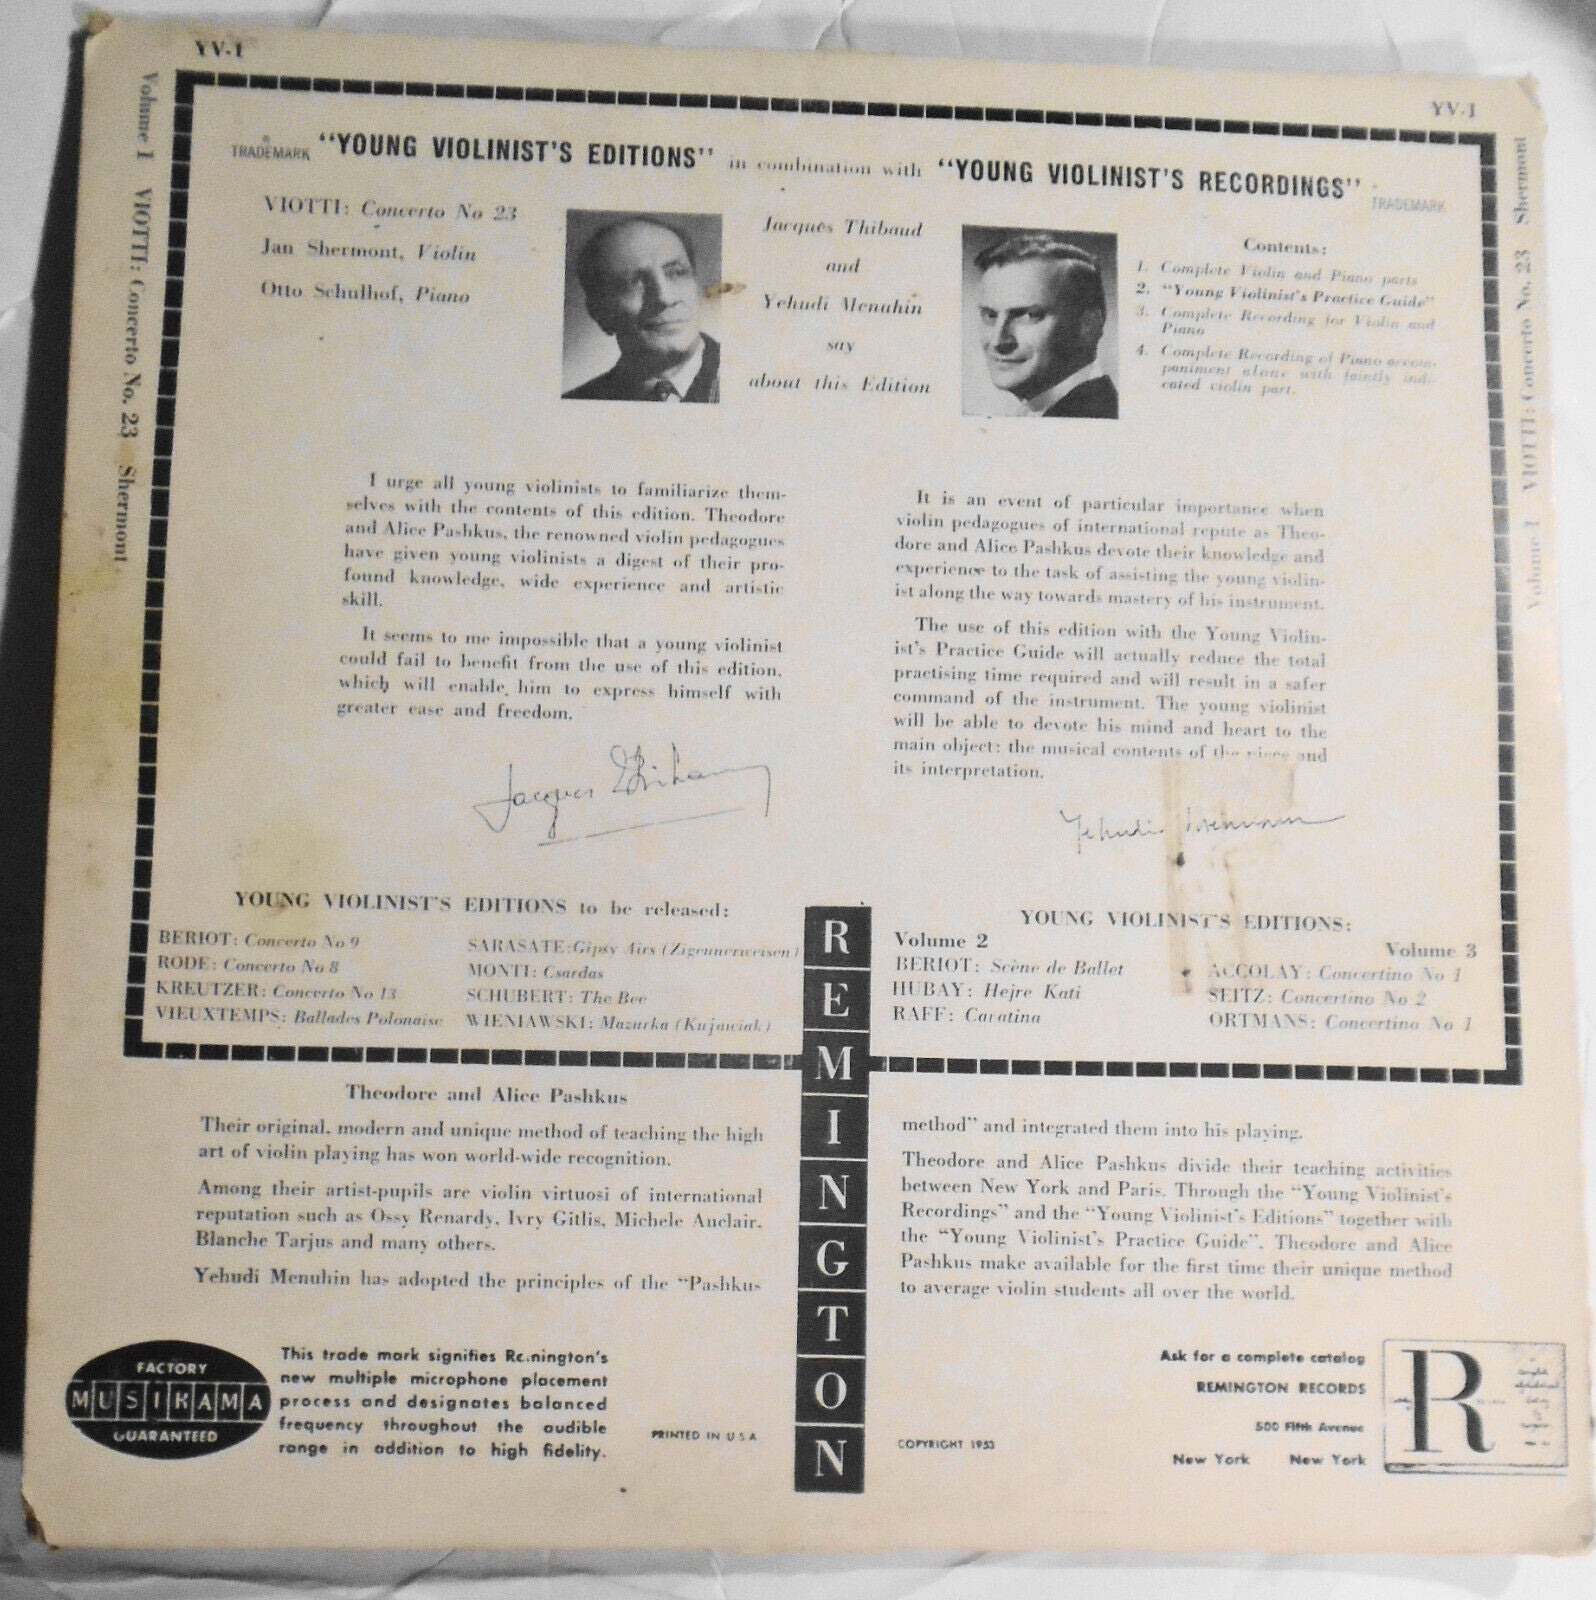 YV-1
YV-1
Volume I VIOTTI: Concerto No. 23 Shermont
® TRADEMARK "YOUNG VIOLINIST'S EDITIONS" in combination with "YOUNG VIOLINIST'S RECORDINGS" TRADEMARK
VIOTTI: Concerto No 23
Jan Shermont, Violin
Otto Schulhof, Piano
Jacques Thibaud
and
Yehudi Menuhin
say
about this Edition
Contents:
1. Complete Violin and Piano parts
2. "Young Violinist's Practice Guide"
3. Complete Recording for Violin and
Piano
4. Complete Recording of Piano accom-
paniment alone with faintly indi-
cated violin part.
Volume I VIOTTI: Concerto No. 23 Shermont
I urge all young violinists to familiarize them-
selves with the contents of this edition. Theodore
and Alice Pashkus, the renowned violin pedagogues
have given young violinists a digest of their pro-
found knowledge, wide experience and artistic
skill.
It seems to me impossible that a young violinist
could fail to benefit from the use of this edition,
which will enable him to express himself with
greater ease and freedom.
Jacques Thibaud
It is an event of particular importance when
violin pedagogues of international repute as Theo-
dore and Alice Pashkus devote their knowledge and
experience to the task of assisting the young violin-
ist along the way towards mastery of his instrument.
The use of this edition with the Young Violin-
ist's Practice Guide will actually reduce the total
practising time required and will result in a safer
command of the instrument. The young violinist
will be able to devote his mind and heart to the
main object: the musical contents of the piece and
its interpretation.
Yehudi Menuhin
YOUNG VIOLINIST'S EDITIONS to be released:
BERIOT: Concerto No 9
RODE: Concerto No 8
KREUTZER: Concerto No 13
VIEUXTEMPS: Ballades Polonaise
SARASATE: Gipsy Airs (Zigeunerweisen)
MONTI: Csardas
SCHUBERT: The Bee
WIENIAWSKI: Mazurka (Kujawiak)
REMINGTON
YOUNG VIOLINIST'S EDITIONS:
Volume 2
BERIOT: Scène de Ballet
HUBAY: Hejre Kati
RAFF: Cavatina
Volume 3
ACCOLAY: Concertino No 1
SEITZ: Concertino No 2
ORTMANS: Concertino No 1
Theodore and Alice Pashkus
Their original, modern and unique method of teaching the high
art of violin playing has won world-wide recognition.
Among their artist-pupils are violin virtuosi of international
reputation such as Ossy Renardy, Ivry Gitlis, Michele Auclair,
Blanche Tarjus and many others.
Yehudi Menuhin has adopted the principles of the "Pashkus
method" and integrated them into his playing.
Theodore and Alice Pashkus divide their teaching activities
between New York and Paris. Through the "Young Violinist's
Recordings" and the "Young Violinist's Editions" together with
the "Young Violinist's Practice Guide", Theodore and Alice
Pashkus make available for the first time their unique method
to average violin students all over the world.
FACTORY
MUSIRAMA
GUARANTEED
This trade mark signifies Remington's
new multiple microphone placement
process and designates balanced
frequency throughout the audible
range in addition to high fidelity.
PRINTED IN U S A
COPYRIGHT 1953
Ask for a complete catalog
REMINGTON RECORDS
500 Fifth Avenue
New York New York
R